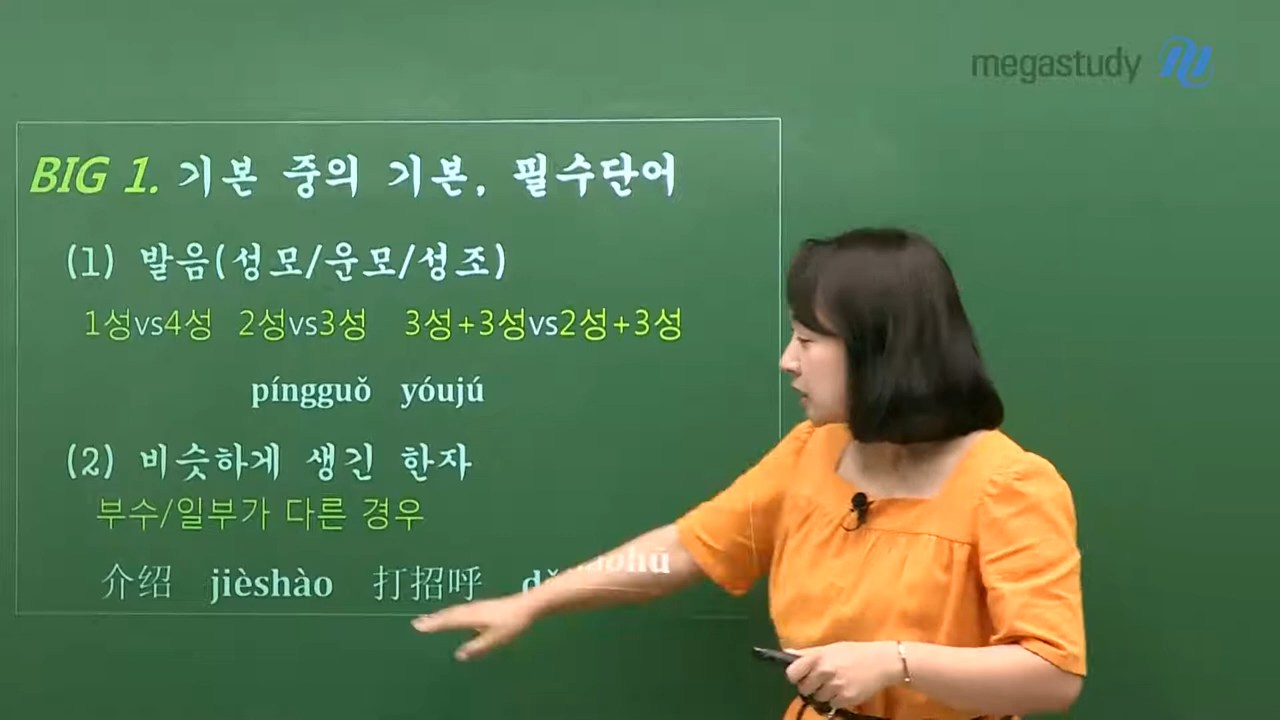 megastudy
BIG 1. 기본 중의 기본, 필수단어
(1) 발음(성모/운모/성조)
1성vs4성 2성vs3성 3성+3성vs2성+3성
píngguǒ yóujú
(2) 비슷하게 생긴 한자
부수/일부가 다른 경우
介绍 jièshào 打招呼